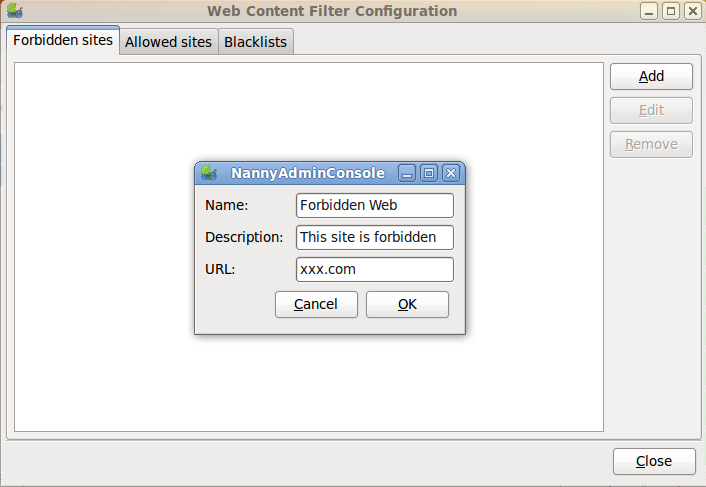 Web Content Filter Configuration
Forbidden sites Allowed sites Blacklists
Add
Edit
Remove
NannyAdminConsole
Name: Forbidden Web
Description: This site is forbidden
URL: xxx.com
Cancel OK
Close